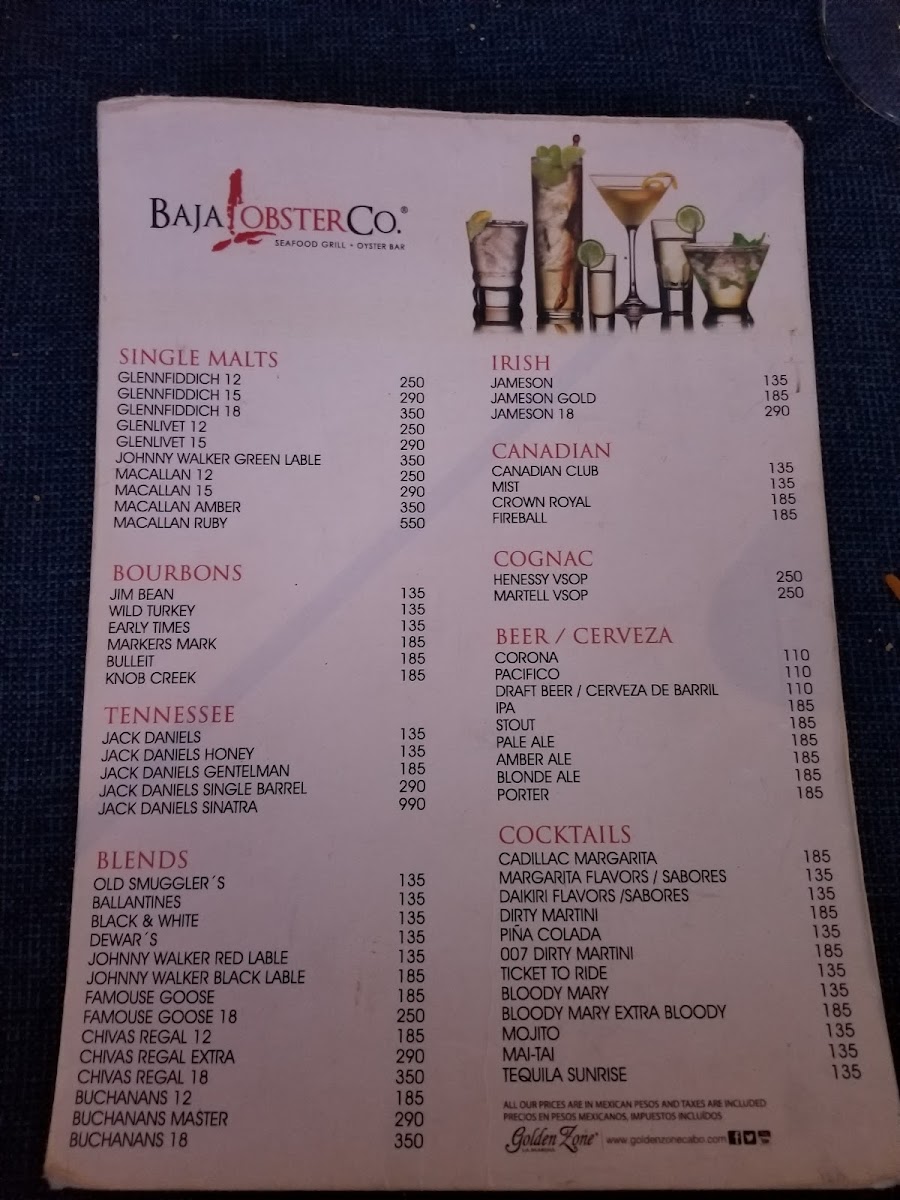 BAJA LOBSTER CO.®
SEAFOOD GRILL • OYSTER BAR
SINGLE MALTS
GLENNFIDDICH 12 250
GLENNFIDDICH 15 290
GLENNFIDDICH 18 350
GLENLIVET 12 250
GLENLIVET 15 290
JOHNNY WALKER GREEN LABLE 350
MACALLAN 12 250
MACALLAN 15 290
MACALLAN AMBER 350
MACALLAN RUBY 550
BOURBONS
JIM BEAN 135
WILD TURKEY 135
EARLY TIMES 135
MARKERS MARK 185
BULLEIT 185
KNOB CREEK 185
TENNESSEE
JACK DANIELS 135
JACK DANIELS HONEY 135
JACK DANIELS GENTELMAN 185
JACK DANIELS SINGLE BARREL 290
JACK DANIELS SINATRA 990
BLENDS
OLD SMUGGLER´S 135
BALLANTINES 135
BLACK & WHITE 135
DEWAR´S 135
JOHNNY WALKER RED LABLE 135
JOHNNY WALKER BLACK LABLE 185
FAMOUSE GOOSE 185
FAMOUSE GOOSE 18 250
CHIVAS REGAL 12 185
CHIVAS REGAL EXTRA 290
CHIVAS REGAL 18 350
BUCHANANS 12 185
BUCHANANS MASTER 290
BUCHANANS 18 350
IRISH
JAMESON 135
JAMESON GOLD 185
JAMESON 18 290
CANADIAN
CANADIAN CLUB 135
MIST 135
CROWN ROYAL 185
FIREBALL 185
COGNAC
HENESSY VSOP 250
MARTELL VSOP 250
BEER / CERVEZA
CORONA 110
PACIFICO 110
DRAFT BEER / CERVEZA DE BARRIL 110
IPA 185
STOUT 185
PALE ALE 185
AMBER ALE 185
BLONDE ALE 185
PORTER 185
COCKTAILS
CADILLAC MARGARITA 185
MARGARITA FLAVORS / SABORES 135
DAIKIRI FLAVORS /SABORES 135
DIRTY MARTINI 185
PIÑA COLADA 135
007 DIRTY MARTINI 185
TICKET TO RIDE 135
BLOODY MARY 135
BLOODY MARY EXTRA BLOODY 185
MOJITO 135
MAI-TAI 135
TEQUILA SUNRISE 135
ALL OUR PRICES ARE IN MEXICAN PESOS AND TAXES ARE INCLUDED
PRECIOS EN PESOS MEXICANOS, IMPUESTOS INCLUÍDOS
Golden Zone www.goldenzonecabo.com
LA MARINA